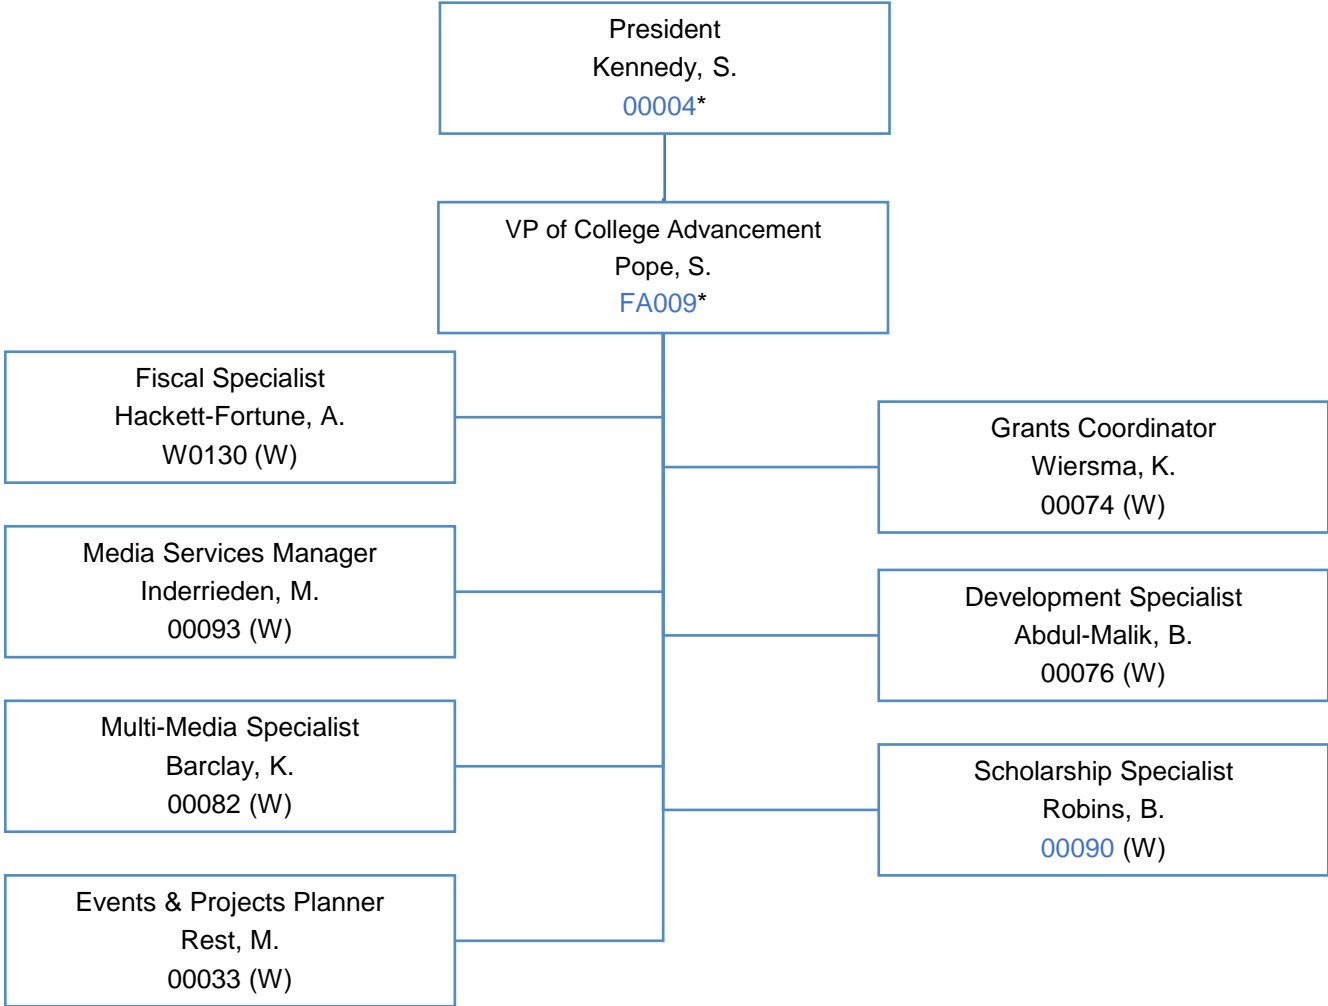 President
Kennedy, S.
00004*
VP of College Advancement
Pope, S.
FA009*
Fiscal Specialist
Hackett-Fortune, A.
W0130 (W)
Media Services Manager
Inderrieden, M.
00093 (W)
Multi-Media Specialist
Barclay, K.
00082 (W)
Events & Projects Planner
Rest, M.
00033 (W)
Grants Coordinator
Wiersma, K.
00074 (W)
Development Specialist
Abdul-Malik, B.
00076 (W)
Scholarship Specialist
Robins, B.
00090 (W)